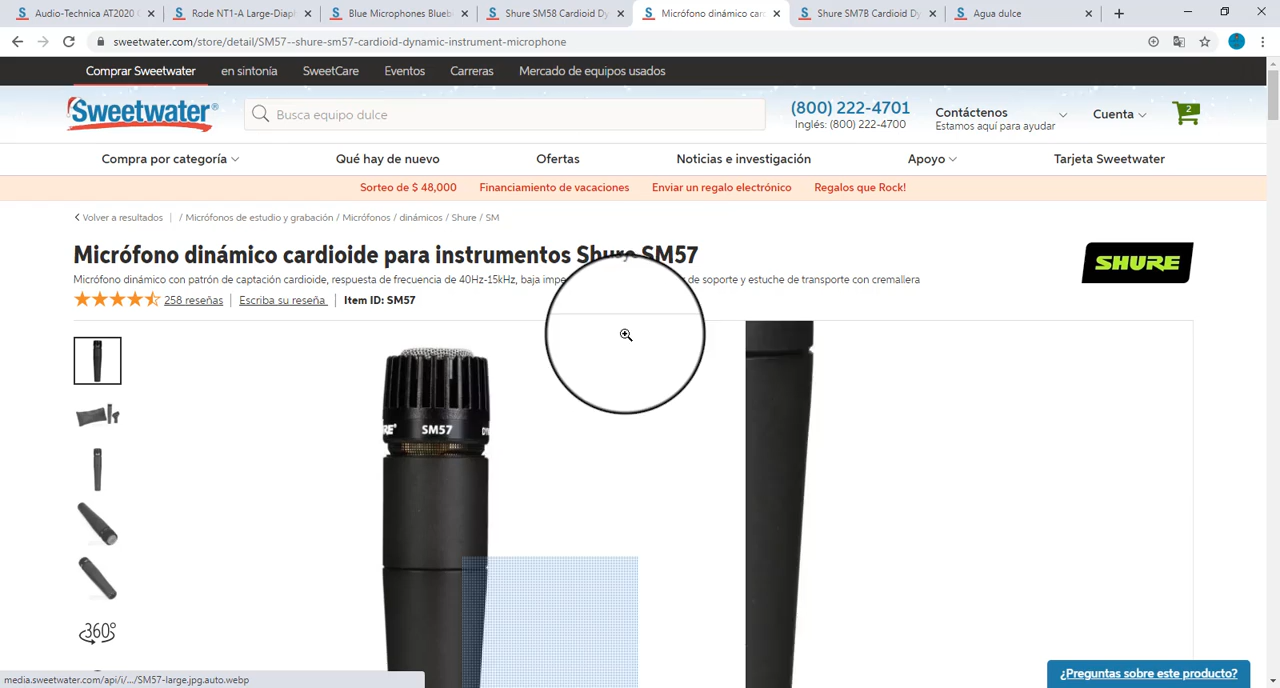 Audio-Technica AT2020
Rode NT1-A Large-Diap
Blue Microphones Blueb
Shure SM58 Cardioid Dy
Micrófono dinámico card
Shure SM7B Cardioid Dy
Agua dulce
sweetwater.com/store/detail/SM57--shure-sm57-cardioid-dynamic-instrument-microphone
Comprar Sweetwater en sintonía SweetCare Eventos Carreras Mercado de equipos usados
Sweetwater®
Busca equipo dulce
(800) 222-4701
Inglés: (800) 222-4700
Contáctenos
Estamos aquí para ayudar
Cuenta
2
Compra por categoría Qué hay de nuevo Ofertas Noticias e investigación Apoyo Tarjeta Sweetwater
Sorteo de $ 48,000 Financiamiento de vacaciones Enviar un regalo electrónico Regalos que Rock!
Volver a resultados | / Micrófonos de estudio y grabación / Micrófonos / dinámicos / Shure / SM
Micrófono dinámico cardioide para instrumentos Shure SM57
SHURE
Micrófono dinámico con patrón de captación cardioide, respuesta de frecuencia de 40Hz-15kHz, baja de soporte y estuche de transporte con cremallera
258 reseñas | Escriba su reseña | Item ID: SM57
SM57
360°
¿Preguntas sobre este producto?
media.sweetwater.com/api/i/.../SM57-large.jpg.auto.webp